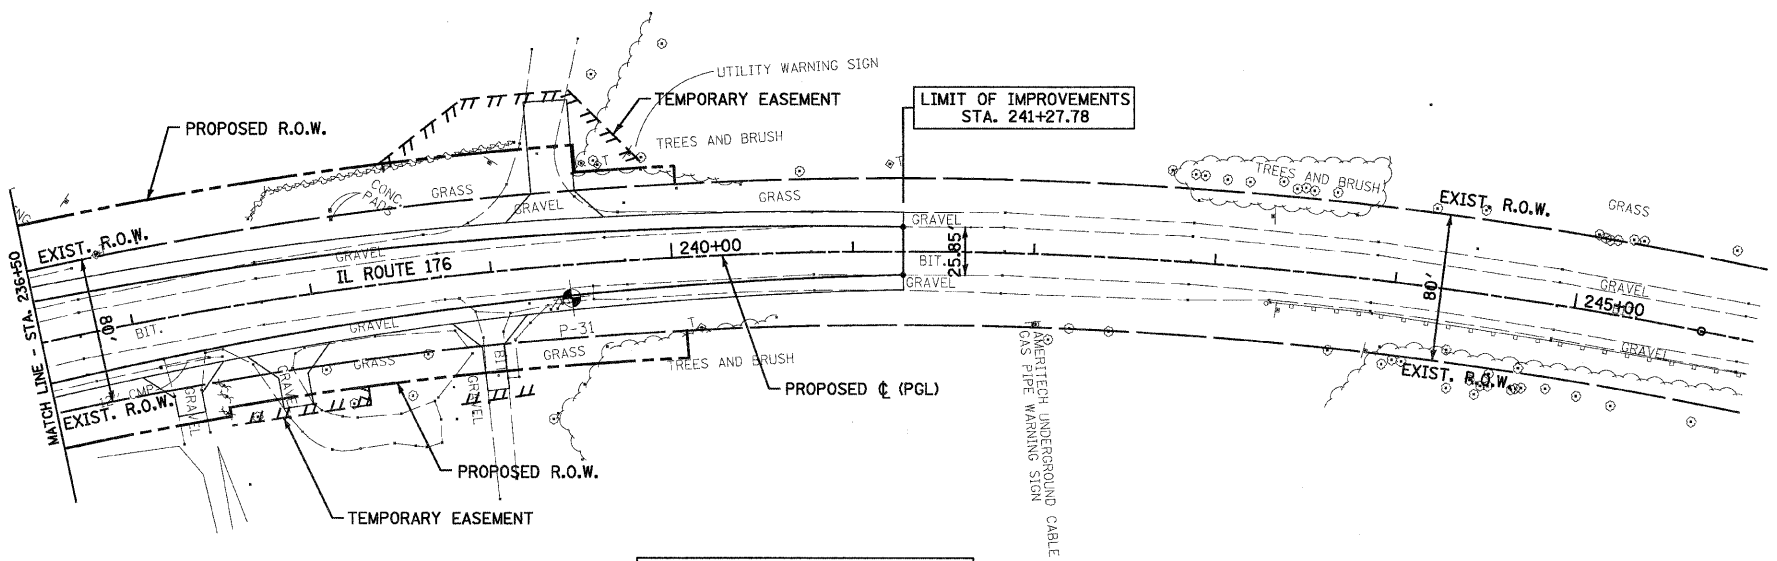 UTILITY WARNING SIGN
TEMPORARY EASEMENT
LIMIT OF IMPROVEMENTS
STA. 241+27.78
PROPOSED R.O.W.
TREES AND BRUSH
T
T
TREES AND BRUSH
CONC.
PADS
GRASS
GRASS
GRAVEL
EXIST. R.O.W.
GRASS
GRAVEL
EXIST. R.O.W.
GRAVEL
240+00
25.85'
BIT.
IL ROUTE 176
GRAVEL
80'
GRAVEL
245+00
MATCH LINE - STA. 236+50
80'
BIT.
GRAVEL
P-31
T
GRASS
GRASS
BIT.
TREES AND BRUSH
GRAVEL
EXIST. R.O.W.
CMP
GRAVEL
GRAVEL
GRAVEL
EXIST. R.O.W.
PROPOSED ℄ (PGL)
AMERITECH UNDERGROUND CABLE
GAS PIPE WARNING SIGN
PROPOSED R.O.W.
TEMPORARY EASEMENT